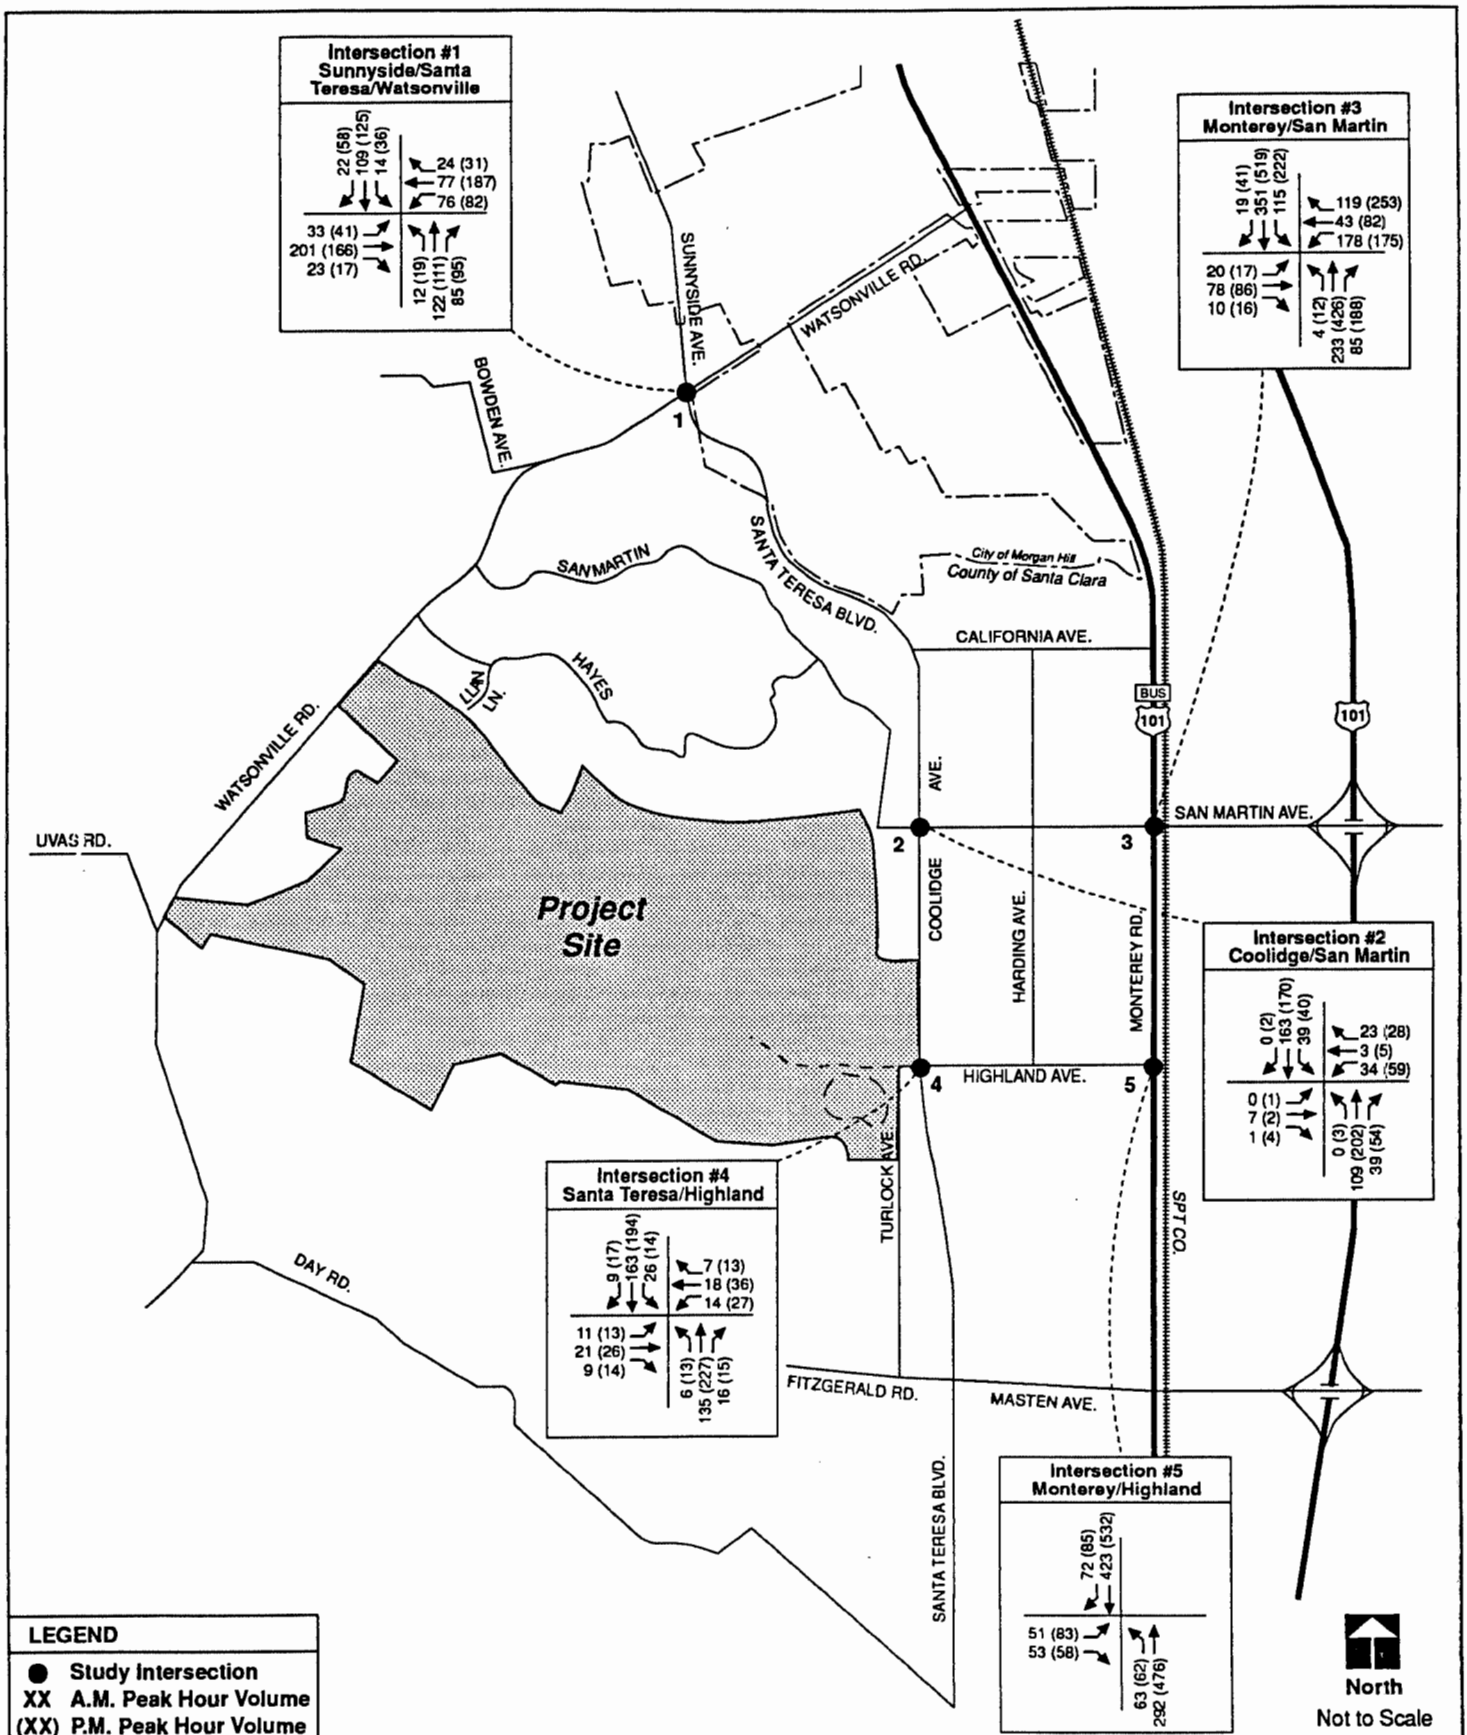 Intersection #1
Sunnyside/Santa
Teresa/Watsonville
22 (58)
109 (125)
14 (36)
24 (31)
77 (187)
76 (82)
33 (41)
201 (166)
23 (17)
12 (19)
122 (111)
85 (95)
Intersection #3
Monterey/San Martin
19 (41)
351 (519)
115 (222)
119 (253)
43 (82)
178 (175)
20 (17)
78 (86)
10 (16)
4 (12)
233 (426)
85 (188)
SUNNYSIDE AVE.
WATSONVILLE RD.
BOWDEN AVE.
1
SANTA TERESA BLVD.
SAN MARTIN
City of Morgan Hill
County of Santa Clara
CALIFORNIA AVE.
LLAN
LN.
HAYES
BUS
101
101
WATSONVILLE RD.
AVE.
SAN MARTIN AVE.
UVAS RD.
2
3
COOLIDGE
HARDING AVE.
MONTEREY RD.
Project
Site
Intersection #2
Coolidge/San Martin
0 (2)
163 (170)
39 (40)
23 (28)
3 (5)
34 (59)
0 (1)
7 (2)
1 (4)
0 (3)
109 (202)
39 (54)
4
HIGHLAND AVE.
5
TURLOCK AVE
SPT CO.
Intersection #4
Santa Teresa/Highland
9 (17)
163 (194)
26 (14)
7 (13)
18 (36)
14 (27)
11 (13)
21 (26)
9 (14)
6 (13)
135 (227)
16 (15)
DAY RD.
FITZGERALD RD.
MASTEN AVE.
SANTA TERESA BLVD.
Intersection #5
Monterey/Highland
72 (85)
423 (532)
51 (83)
53 (58)
63 (62)
292 (476)
LEGEND
Study Intersection
XX A.M. Peak Hour Volume
(XX) P.M. Peak Hour Volume
North
Not to Scale